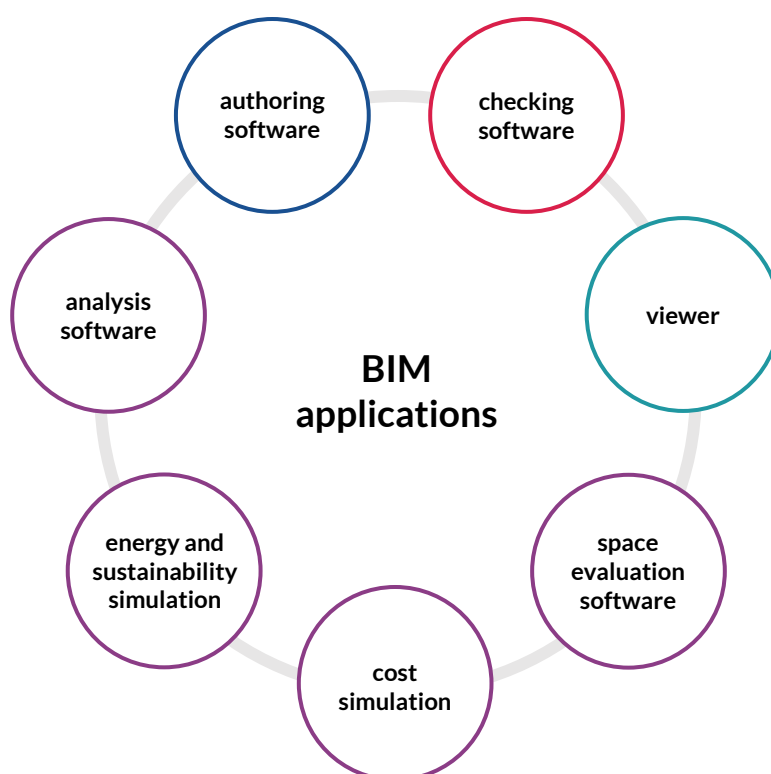 authoring
software
checking
software
analysis
software
viewer
BIM
applications
energy and
sustainability
simulation
space
evaluation
software
cost
simulation